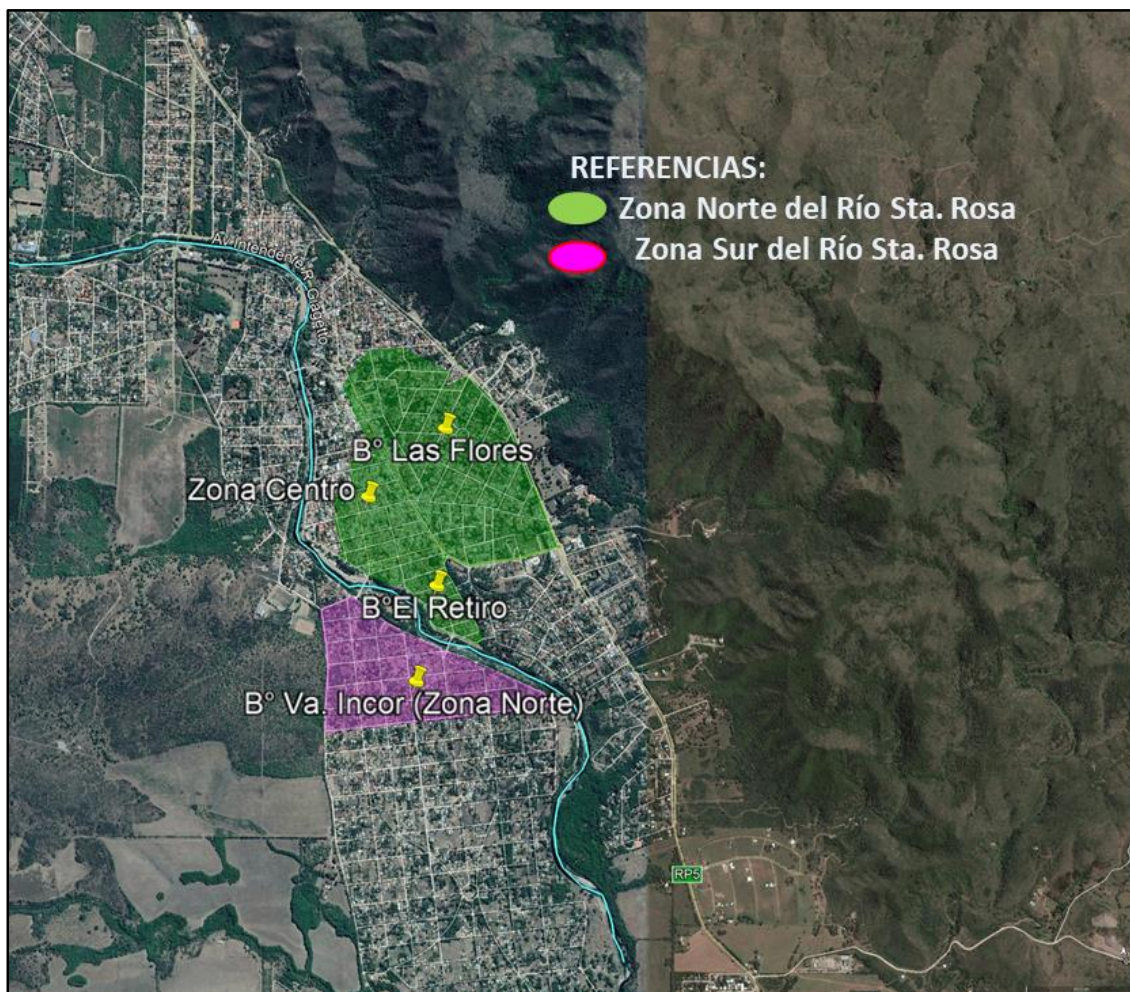 REFERENCIAS:
Zona Norte del Río Sta. Rosa
Zona Sur del Río Sta. Rosa
B° Las Flores
Zona Centro
B°El Retiro
B° Va. Incor (Zona Norte)
RP5